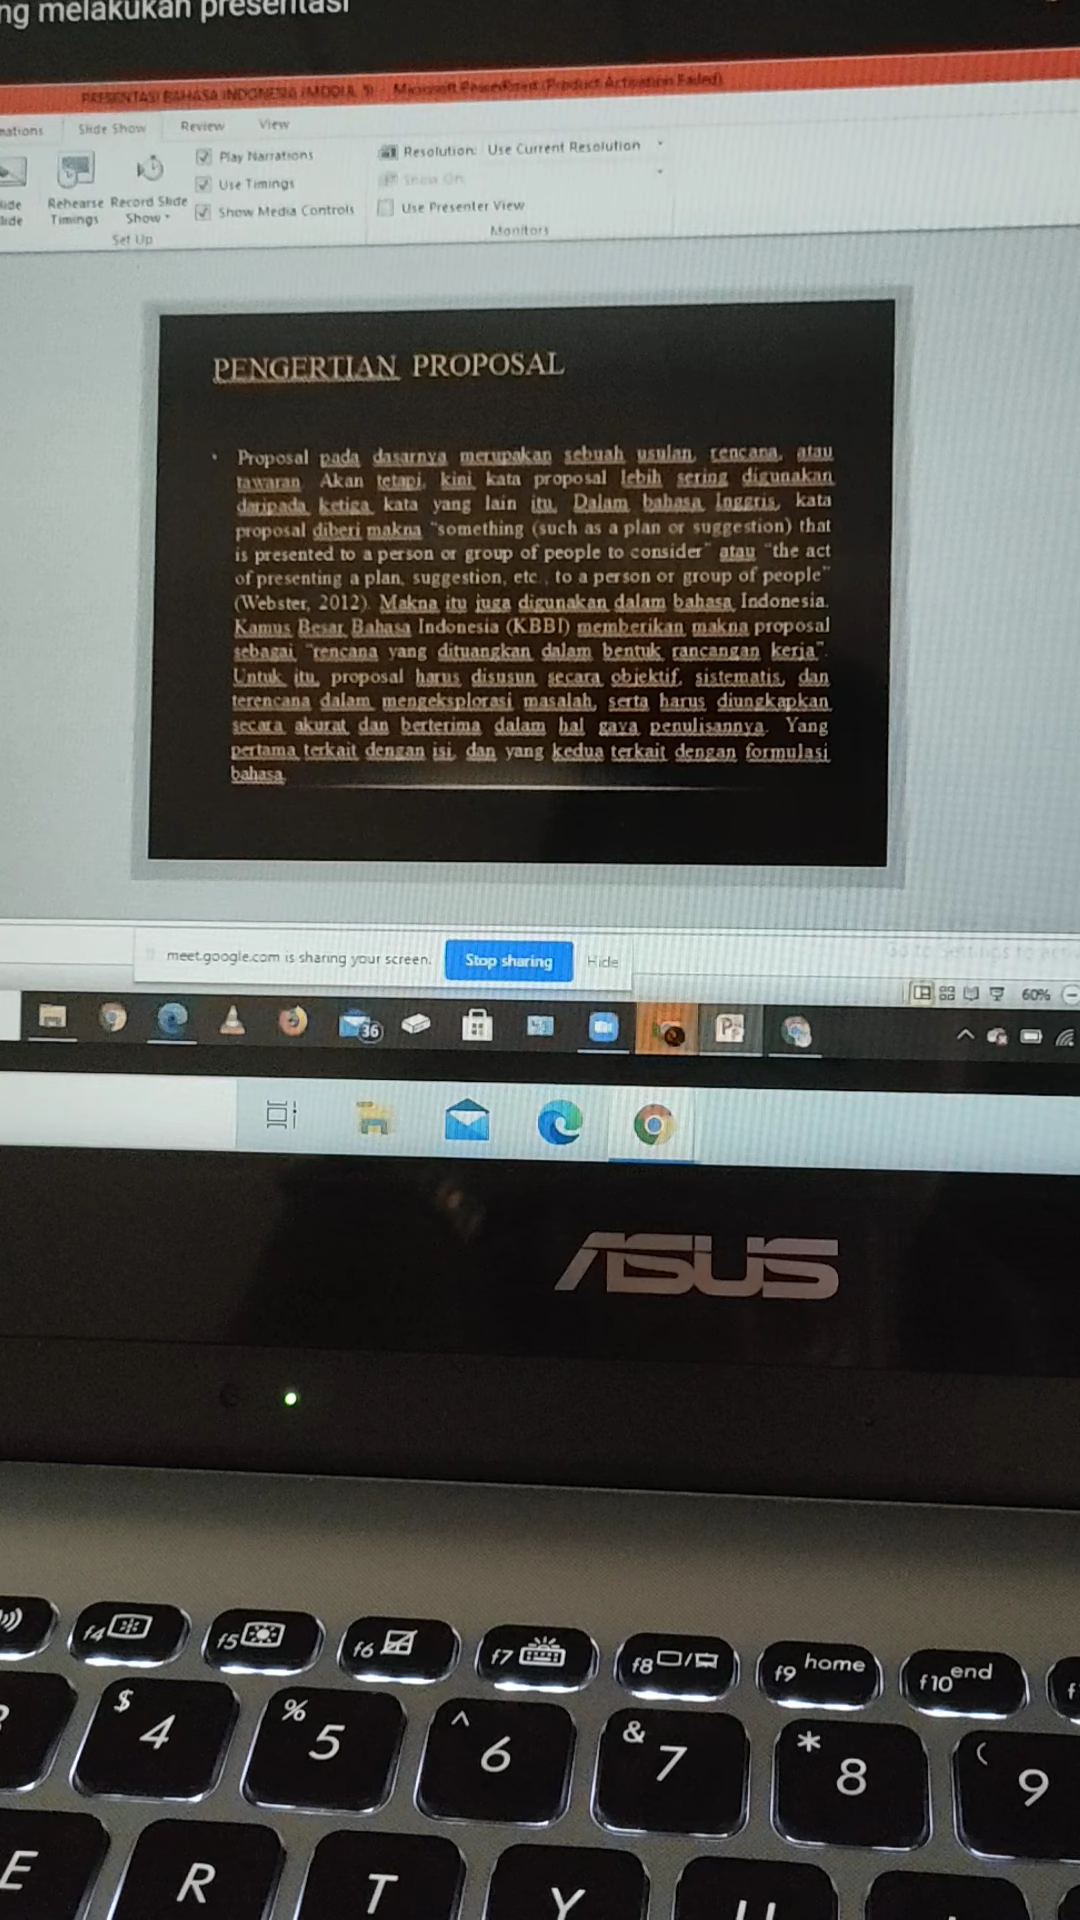 ng melakukan presentasi
PRESENTASI BAHASA INDONESIA (MODUL 5) - Microsoft PowerPoint (Product Activation Failed)
mations Slide Show Review View
Play Narrations
Resolution: Use Current Resolution
Use Timings
Show On:
lide Rehearse Record Slide
Show Media Controls
Use Presenter View
lide Timings Show
Set Up
Monitors
PENGERTIAN PROPOSAL
• Proposal pada dasarnya merupakan sebuah usulan, rencana, atau
tawaran. Akan tetapi, kini kata proposal lebih sering digunakan
daripada ketiga kata yang lain itu. Dalam bahasa Inggris, kata
proposal diberi makna "something (such as a plan or suggestion) that
is presented to a person or group of people to consider" atau "the act
of presenting a plan, suggestion, etc., to a person or group of people"
(Webster, 2012). Makna itu juga digunakan dalam bahasa Indonesia.
Kamus Besar Bahasa Indonesia (KBBI) memberikan makna proposal
sebagai "rencana yang dituangkan dalam bentuk rancangan kerja".
Untuk itu, proposal harus disusun secara objektif, sistematis, dan
terencana dalam mengeksplorasi masalah, serta harus diungkapkan
secara akurat dan berterima dalam hal gaya penulisannya. Yang
pertama terkait dengan isi, dan yang kedua terkait dengan formulasi
bahasa.
meet.google.com is sharing your screen. Stop sharing Hide
60%
36
ASUS
f4 f5 f6 f7 f8 f9 home f10 end f
$ 4 % 5 ^ 6 & 7 * 8 ( 9
E R T Y U